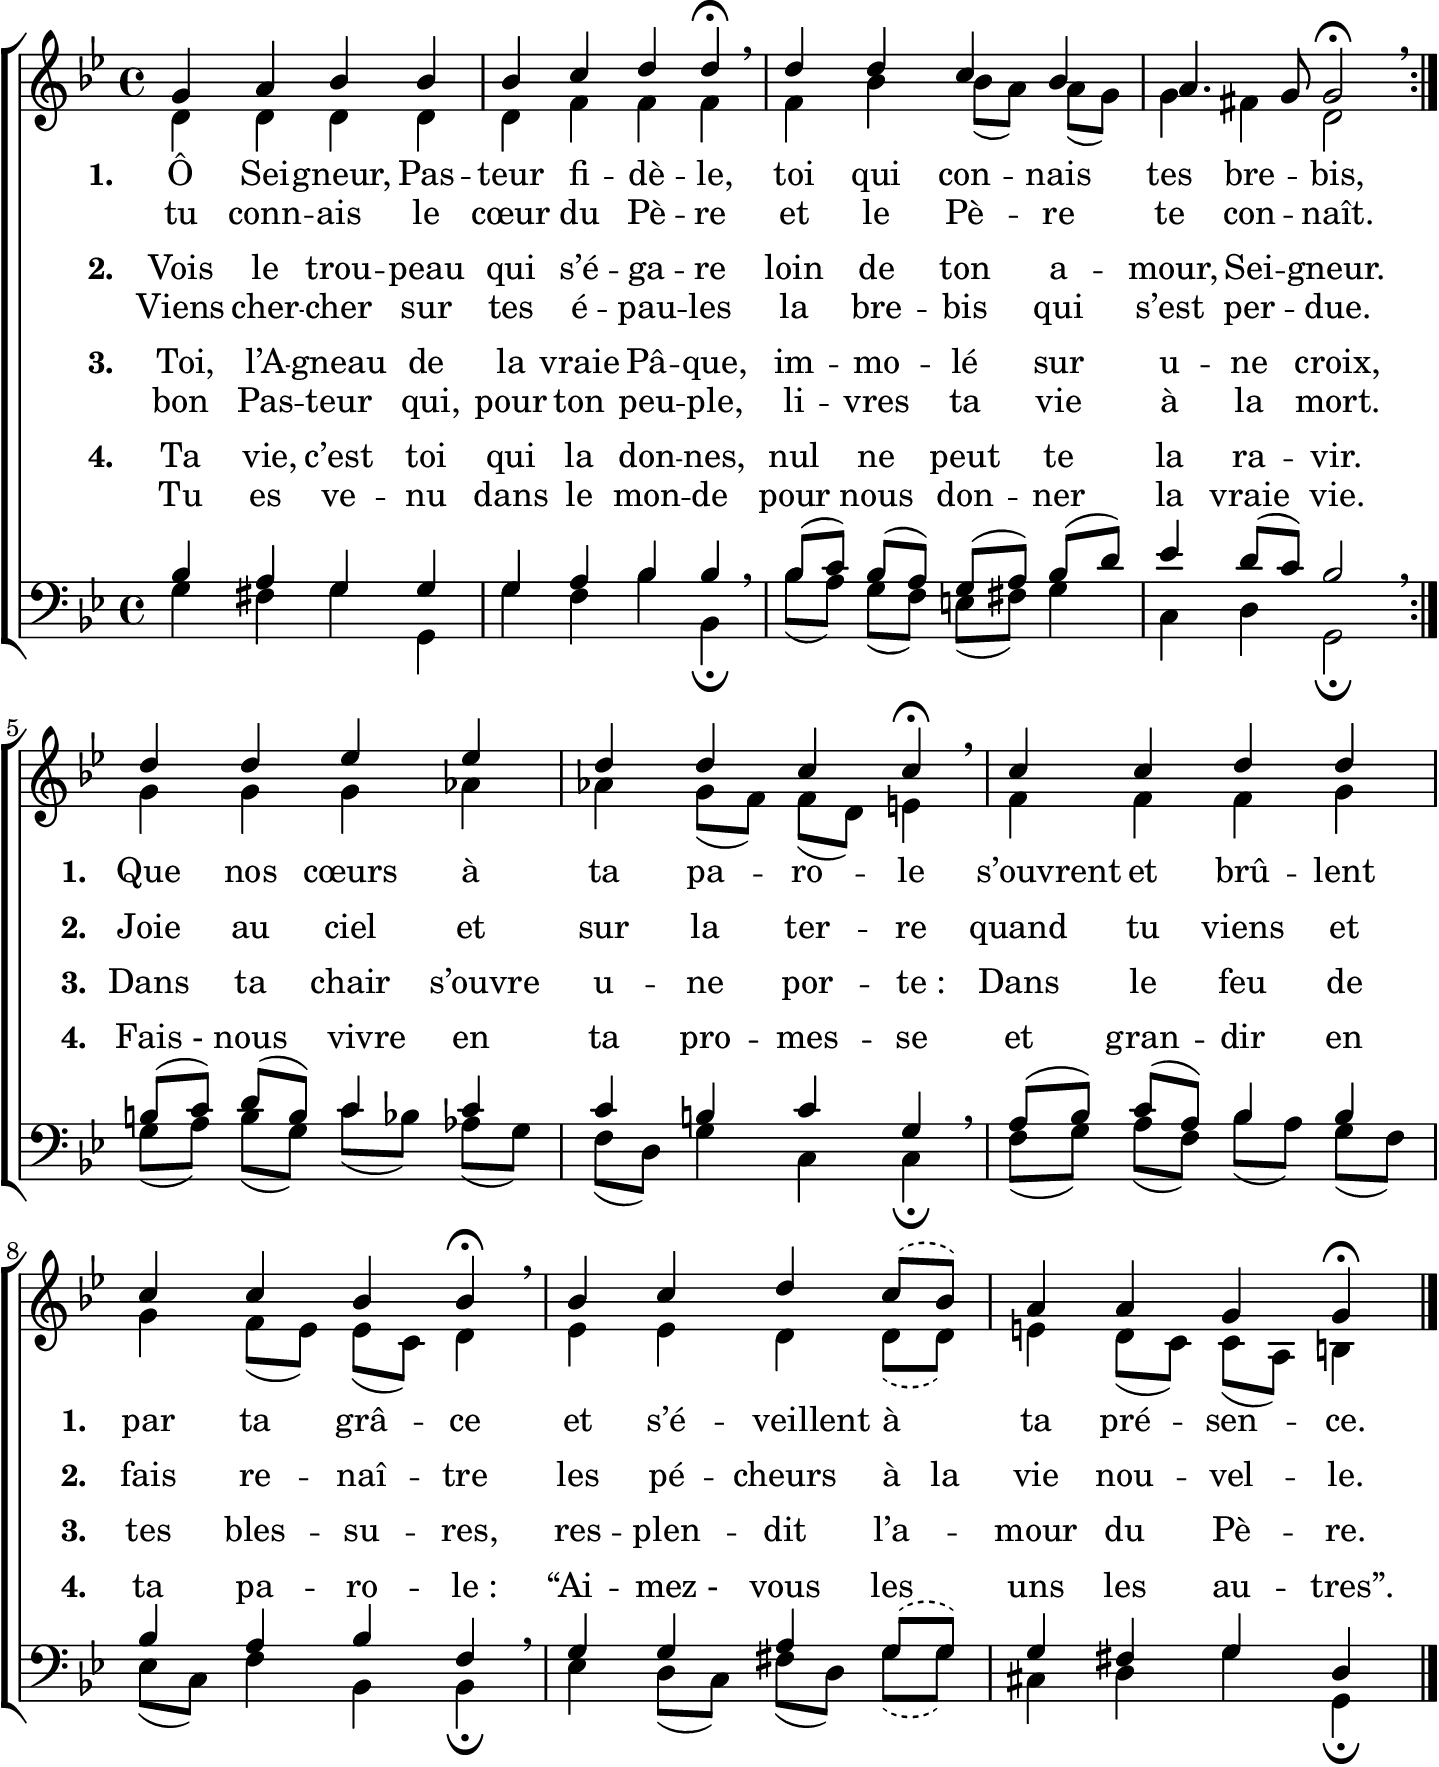 1. Ô Sei - gneur, Pas - teur fi - dè - le, toi qui con - nais tes bre - bis,
tu conn - ais le cœur du Pè - re et le Pè - re te con - naît.
2. Vois le trou - peau qui s’é - ga - re loin de ton a - mour, Sei - gneur.
Viens cher - cher sur tes é - pau - les la bre - bis qui s’est per - due.
3. Toi, l’A - gneau de la vraie Pâ - que, im - mo - lé sur u - ne croix,
bon Pas - teur qui, pour ton peu - ple, li - vres ta vie à la mort.
4. Ta vie, c’est toi qui la don - nes, nul ne peut te la ra - vir.
Tu es ve - nu dans le mon - de pour nous don - ner la vraie vie.
5
1. Que nos cœurs à ta pa - ro - le s’ouvrent et brû - lent
2. Joie au ciel et sur la ter - re quand tu viens et
3. Dans ta chair s’ouvre u - ne por - te : Dans le feu de
4. Fais - nous vivre en ta pro - mes - se et gran - dir en
8
1. par ta grâ - ce et s’é - veillent à ta pré - sen - ce.
2. fais re - naî - tre les pé - cheurs à la vie nou - vel - le.
3. tes bles - su - res, res - plen - dit l’a - mour du Pè - re.
4. ta pa - ro - le : “Ai - mez - vous les uns les au - tres”.